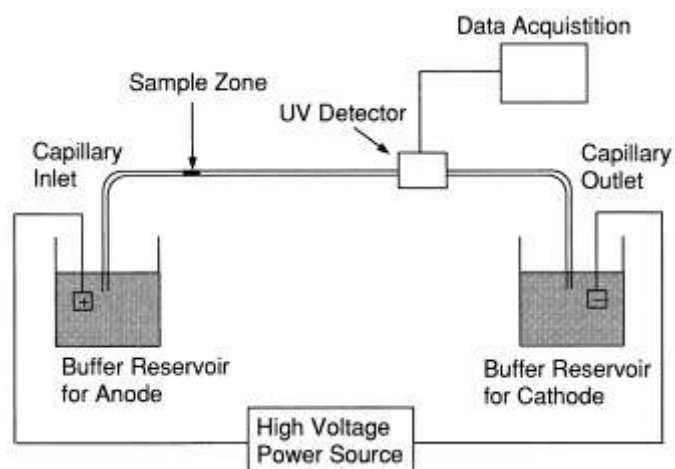 Data Acquistition
Sample Zone
UV Detector
Capillary
Inlet
Capillary
Outlet
+
−
Buffer Reservoir
for Anode
Buffer Reservoir
for Cathode
High Voltage
Power Source